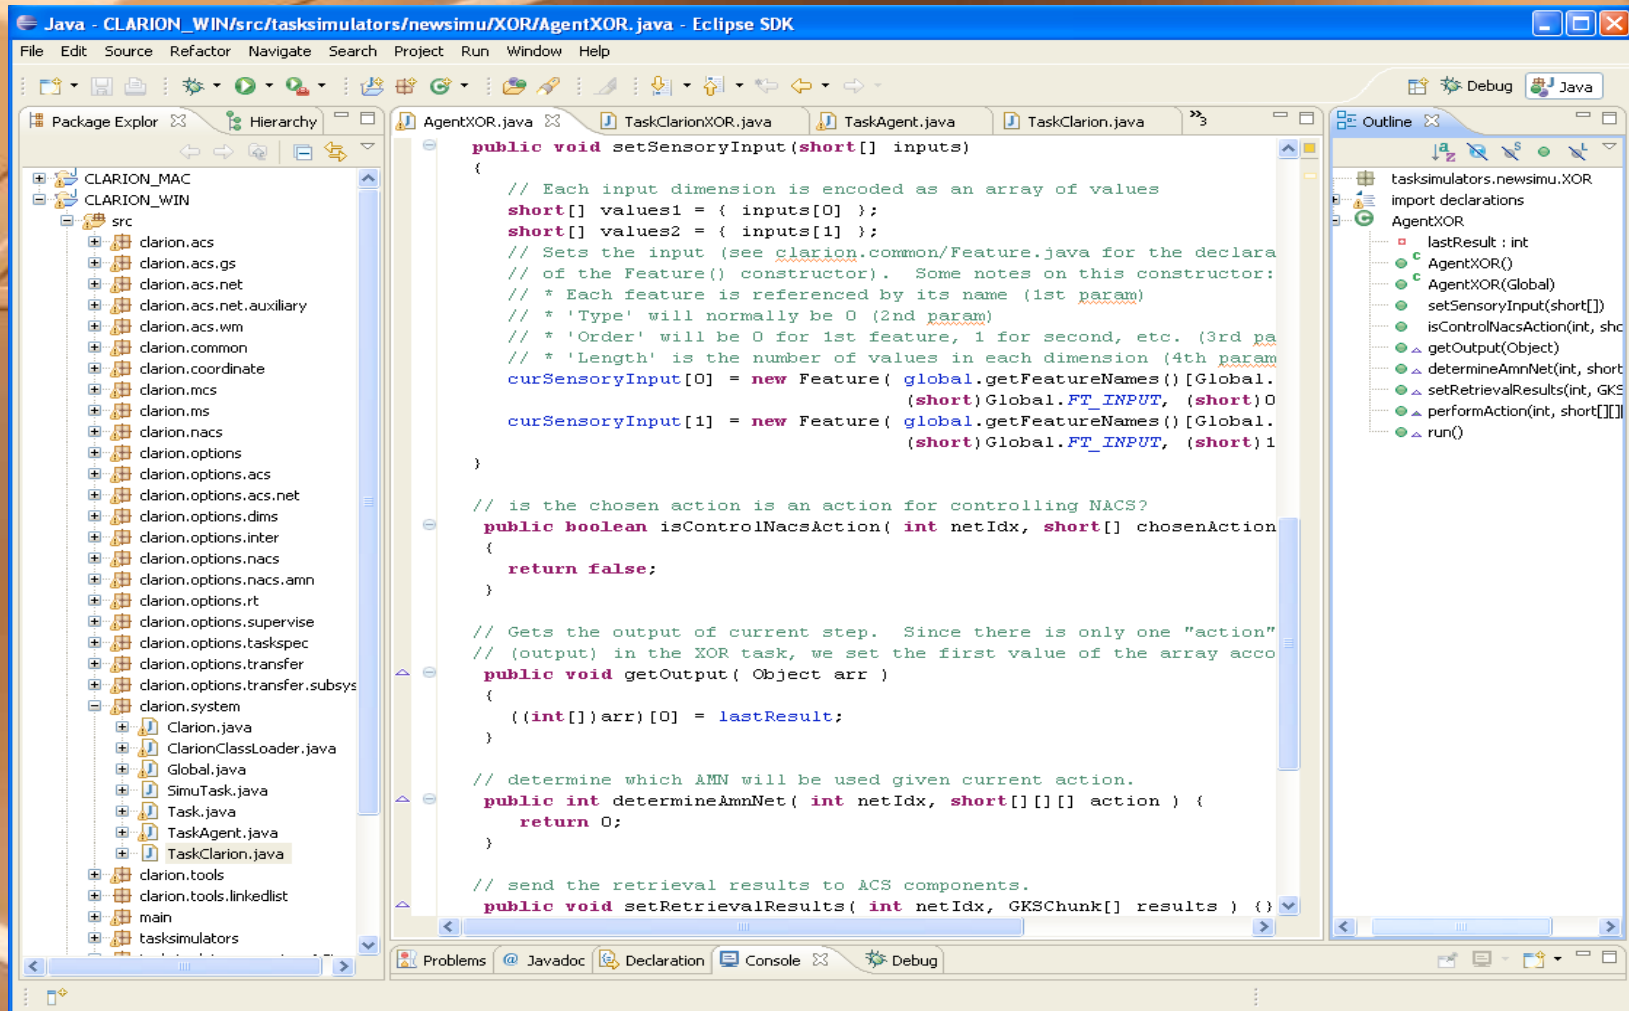 Java - CLARION_WIN/src/tasksimulators/newsimu/XOR/AgentXOR.java - Eclipse SDK
File Edit Source Refactor Navigate Search Project Run Window Help
Debug Java
Package Explor Hierarchy
CLARION_MAC
CLARION_WIN
src
clarion.acs
clarion.acs.gs
clarion.acs.net
clarion.acs.net.auxiliary
clarion.acs.wm
clarion.common
clarion.coordinate
clarion.mcs
clarion.ms
clarion.nacs
clarion.options
clarion.options.acs
clarion.options.acs.net
clarion.options.dims
clarion.options.inter
clarion.options.nacs
clarion.options.nacs.amn
clarion.options.rt
clarion.options.supervise
clarion.options.taskspec
clarion.options.transfer
clarion.options.transfer.subsys
clarion.system
Clarion.java
ClarionClassLoader.java
Global.java
SimuTask.java
Task.java
TaskAgent.java
TaskClarion.java
clarion.tools
clarion.tools.linkedlist
main
tasksimulators
AgentXOR.java TaskClarionXOR.java TaskAgent.java TaskClarion.java »3
public void setSensoryInput(short[] inputs)
{
// Each input dimension is encoded as an array of values
short[] values1 = { inputs[0] };
short[] values2 = { inputs[1] };
// Sets the input (see clarion.common/Feature.java for the declara
// of the Feature() constructor). Some notes on this constructor:
// * Each feature is referenced by its name (1st param)
// * 'Type' will normally be 0 (2nd param)
// * 'Order' will be 0 for 1st feature, 1 for second, etc. (3rd pa
// * 'Length' is the number of values in each dimension (4th param
curSensoryInput[0] = new Feature( global.getFeatureNames()[Global.
(short)Global.FT_INPUT, (short)0
curSensoryInput[1] = new Feature( global.getFeatureNames()[Global.
(short)Global.FT_INPUT, (short)1
}
// is the chosen action is an action for controlling NACS?
public boolean isControlNacsAction( int netIdx, short[] chosenAction
{
return false;
}
// Gets the output of current step. Since there is only one "action"
// (output) in the XOR task, we set the first value of the array acco
public void getOutput( Object arr )
{
((int[])arr)[0] = lastResult;
}
// determine which AMN will be used given current action.
public int determineAmnNet( int netIdx, short[][][] action ) {
return 0;
}
// send the retrieval results to ACS components.
public void setRetrievalResults( int netIdx, GKSChunk[] results ) {}
Outline
tasksimulators.newsimu.XOR
import declarations
AgentXOR
lastResult : int
AgentXOR()
AgentXOR(Global)
setSensoryInput(short[])
isControlNacsAction(int, shc
getOutput(Object)
determineAmnNet(int, short
setRetrievalResults(int, GKS
performAction(int, short[][]
run()
Problems Javadoc Declaration Console Debug